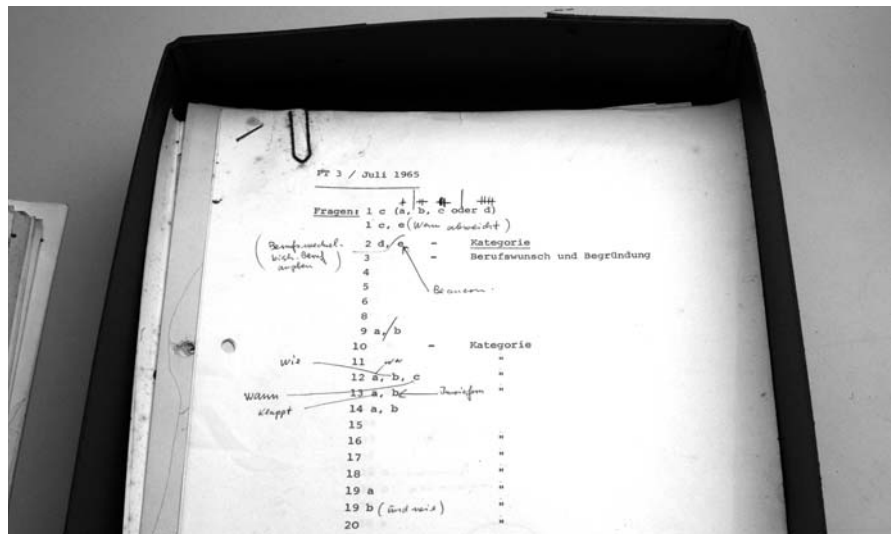 PT 3 / Juli 1965
Fragen: 1 c (a, b, c oder d)
1 c, e (Wann abweicht)
2 d, e - Kategorie
3 - Berufswunsch und Begründung
4
5
6
8
9 a, b
10 - Kategorie
wie 11 "
12 a, b, c "
wann 13 a, b Inwiefern "
klappt 14 a, b
15
16 "
17 "
18 "
19 a "
19 b "
20 "